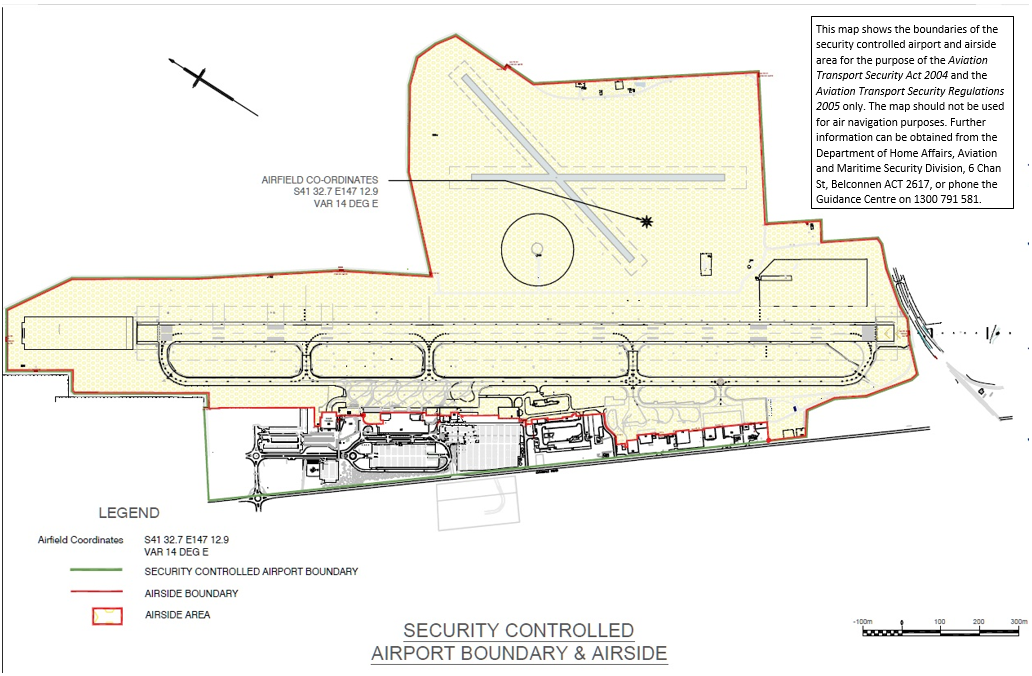 This map shows the boundaries of the
security controlled airport and airside
area for the purpose of the Aviation
Transport Security Act 2004 and the
Aviation Transport Security Regulations
2005 only. The map should not be used
for air navigation purposes. Further
information can be obtained from the
Department of Home Affairs, Aviation
and Maritime Security Division, 6 Chan
St, Belconnen ACT 2617, or phone the
Guidance Centre on 1300 791 581.
AIRFIELD CO-ORDINATES
S41 32.7 E147 12.9
VAR 14 DEG E
LEGEND
Airfield Coordinates S41 32.7 E147 12.9
VAR 14 DEG E
SECURITY CONTROLLED AIRPORT BOUNDARY
AIRSIDE BOUNDARY
AIRSIDE AREA
SECURITY CONTROLLED
AIRPORT BOUNDARY & AIRSIDE
-100m 0 100 200 300m